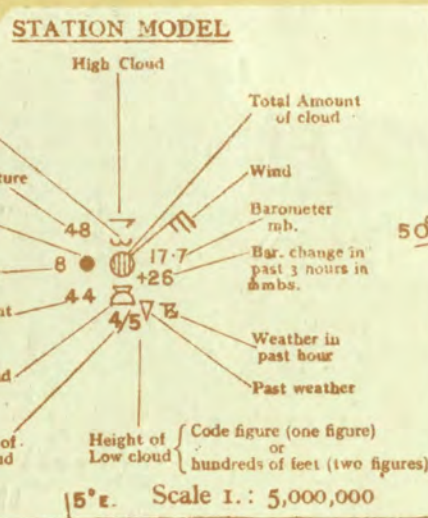 STATION MODEL
High Cloud
Total Amount
of cloud
ture
Wind
48
Barometer
mb.
17.7
50
8
+26
Bar. change in
past 3 hours in
mbs.
44
4/5
Weather in
past hour
Past weather
of
ud
Height of
Low cloud
Code figure (one figure)
or
hundreds of feet (two figures)
5°E. Scale 1.: 5,000,000